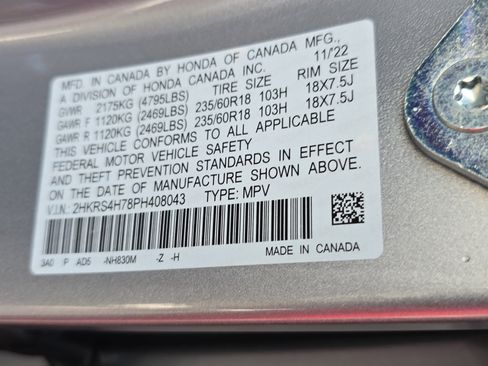 MFD. IN CANADA BY HONDA OF CANADA MFG.,
A DIVISION OF HONDA CANADA INC. 11/22
GVWR 2175KG (4795LBS) TIRE SIZE RIM SIZE
GAWR F 1120KG (2469LBS) 235/60R18 103H 18X7.5J
GAWR R 1120KG (2469LBS) 235/60R18 103H 18X7.5J
THIS VEHICLE CONFORMS TO ALL APPLICABLE
FEDERAL MOTOR VEHICLE SAFETY
AND THEFT PREVENTION STANDARDS IN EFFECT
ON THE DATE OF MANUFACTURE SHOWN ABOVE.
V.I.N.: 2HKRS4H78PH408043 TYPE: MPV
3A0 P AD5 -NH830M -Z -H MADE IN CANADA